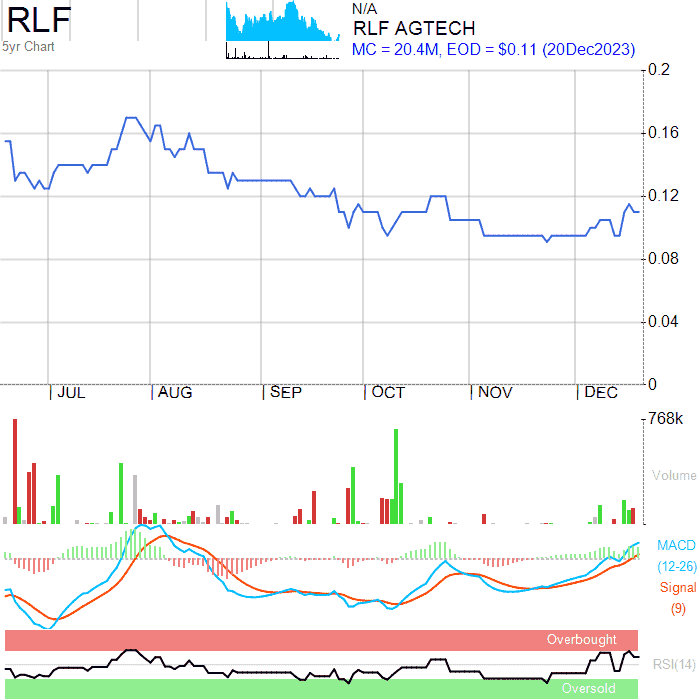 RLF
5yr Chart
N/A
RLF AGTECH
MC = 20.4M, EOD = $0.11 (20Dec2023)
0.2
0.16
0.12
0.08
0.04
0
JUL AUG SEP OCT NOV DEC
768k
Volume
MACD
(12-26)
Signal
(9)
Overbought
RSI(14)
Oversold